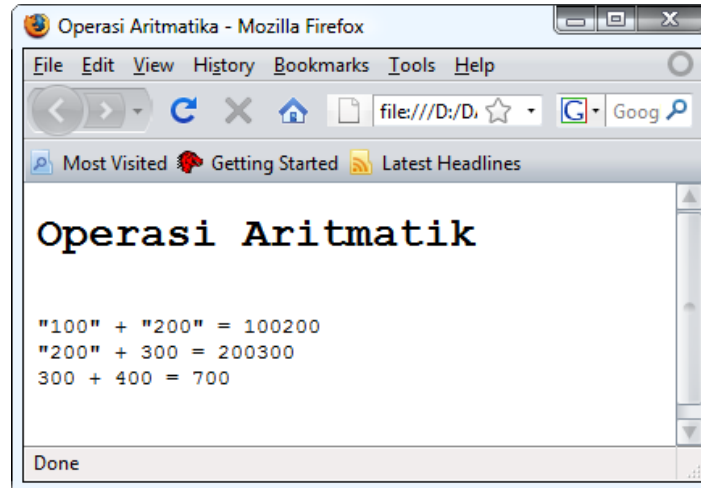 Operasi Aritmatika - Mozilla Firefox
File Edit View History Bookmarks Tools Help
file:///D:/D G Goog
Most Visited Getting Started Latest Headlines
Operasi Aritmatik
"100" + "200" = 100200
"200" + 300 = 200300
300 + 400 = 700
Done